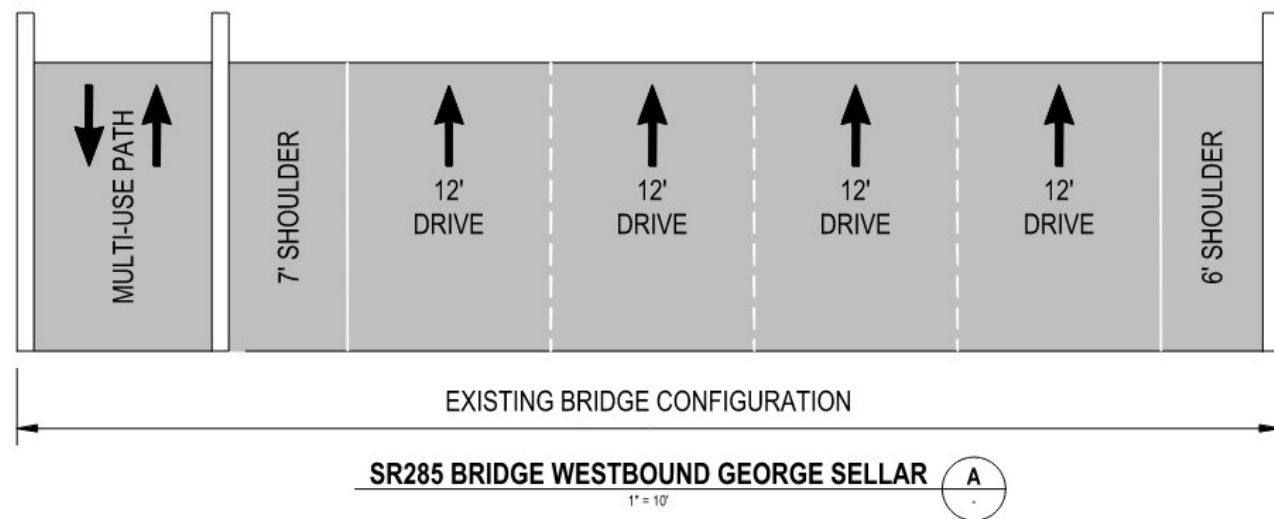 MULTI-USE PATH
7' SHOULDER
12'
DRIVE
12'
DRIVE
12'
DRIVE
12'
DRIVE
6' SHOULDER
EXISTING BRIDGE CONFIGURATION
SR285 BRIDGE WESTBOUND GEORGE SELLAR
A
-
1" = 10'